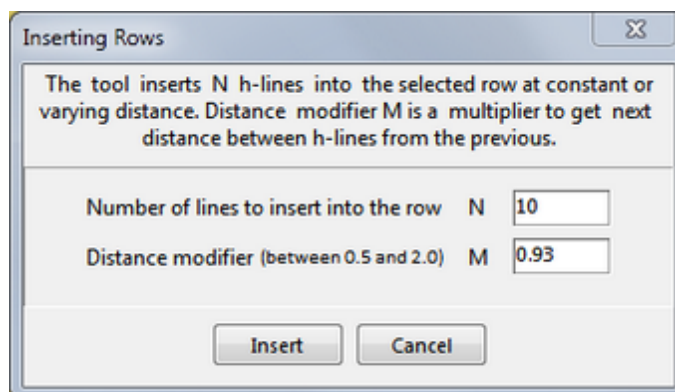 Inserting Rows
The tool inserts N h-lines into the selected row at constant or
varying distance. Distance modifier M is a multiplier to get next
distance between h-lines from the previous.
Number of lines to insert into the row N 10
Distance modifier (between 0.5 and 2.0) M 0.93
Insert Cancel